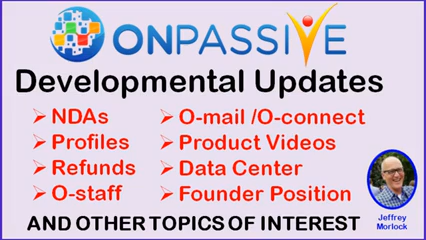 ONPASSIVE
Developmental Updates
➢ NDAs
➢ Profiles
➢ Refunds
➢ O-staff
➢ O-mail /O-connect
➢ Product Videos
➢ Data Center
➢ Founder Position
Jeffrey
Morlock
AND OTHER TOPICS OF INTEREST